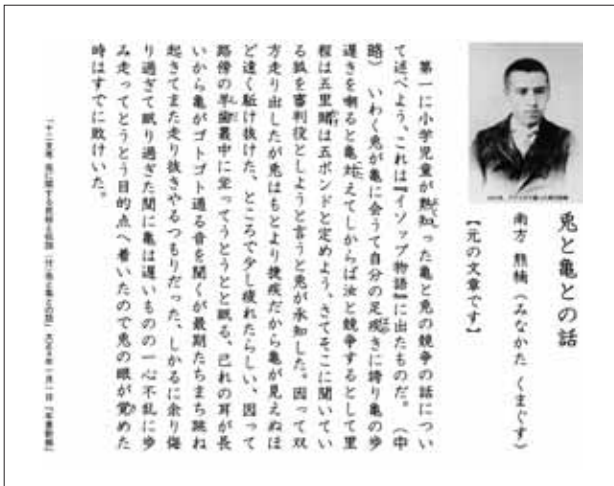 兎と亀との話
南方 熊楠（みなかた くまぐす）
【元の文章です】
第一に小学児童が熟知った亀と兎の競争の話につい
て述べよう、これは『イソップ物語』に出たものだ。（中
略） いわく兎が亀に会うて自分の足疾きに誇り亀の歩
遅きを嘲ると亀対えてしからば汝と競争するとして里
程は五里賭は五ポンドと定めよう、さてそこに聞いてい
る狐を審判役としようと言うと兎が承知した。因って双
方走り出したが兎はもとより捷疾だから亀が見えぬほ
ど遠く駈け抜けた、ところで少し疲れたらしい、因って
路傍の羊歯叢中に坐ってうとうとと眠る、己れの耳が長
いから亀がゴトゴト通る音を聞くが最期たちまち跳ね
起きてまた走り抜きやるつもりだった、しかるに余り侮
り過ぎて眠り過ぎた間に亀は遅いものの一心不乱に歩
み走ってとうとう目的点へ着いたので兎の眼が覚めた
時はすでに敗けいた。